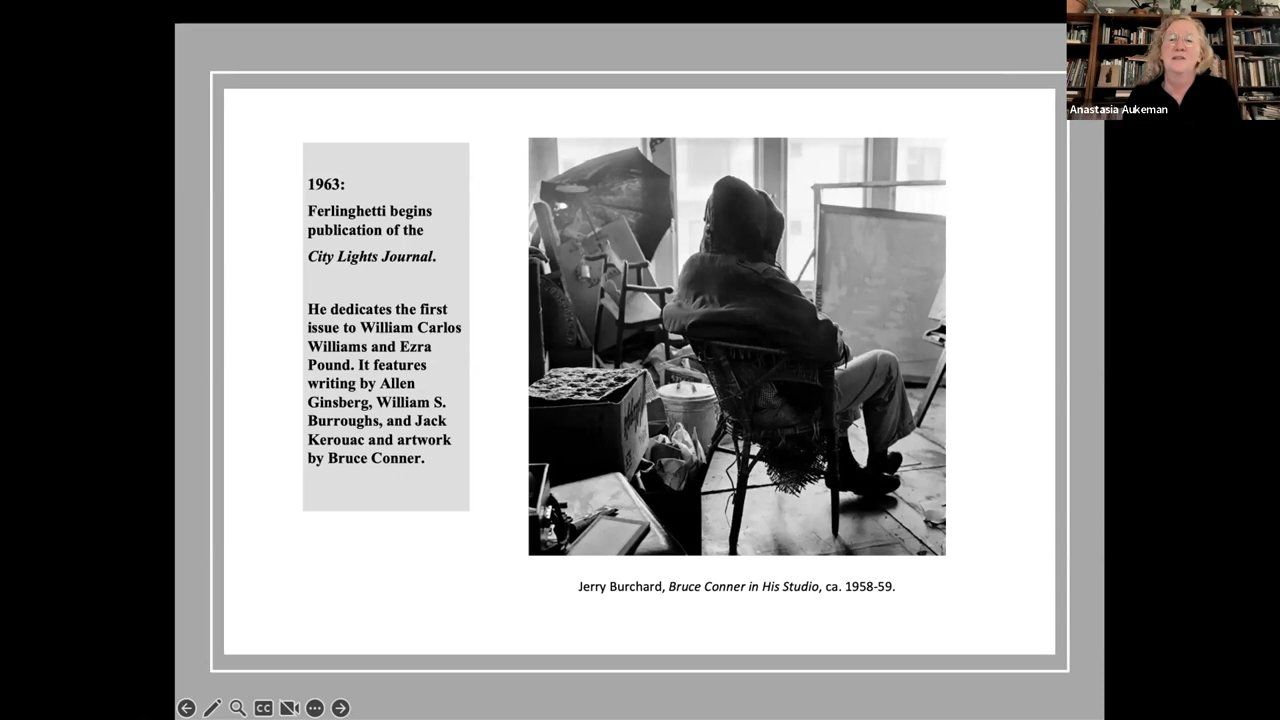 Anastasia Aukeman
1963:
Ferlinghetti begins
publication of the
City Lights Journal.
He dedicates the first
issue to William Carlos
Williams and Ezra
Pound. It features
writing by Allen
Ginsberg, William S.
Burroughs, and Jack
Kerouac and artwork
by Bruce Conner.
Jerry Burchard, Bruce Conner in His Studio, ca. 1958-59.
CC